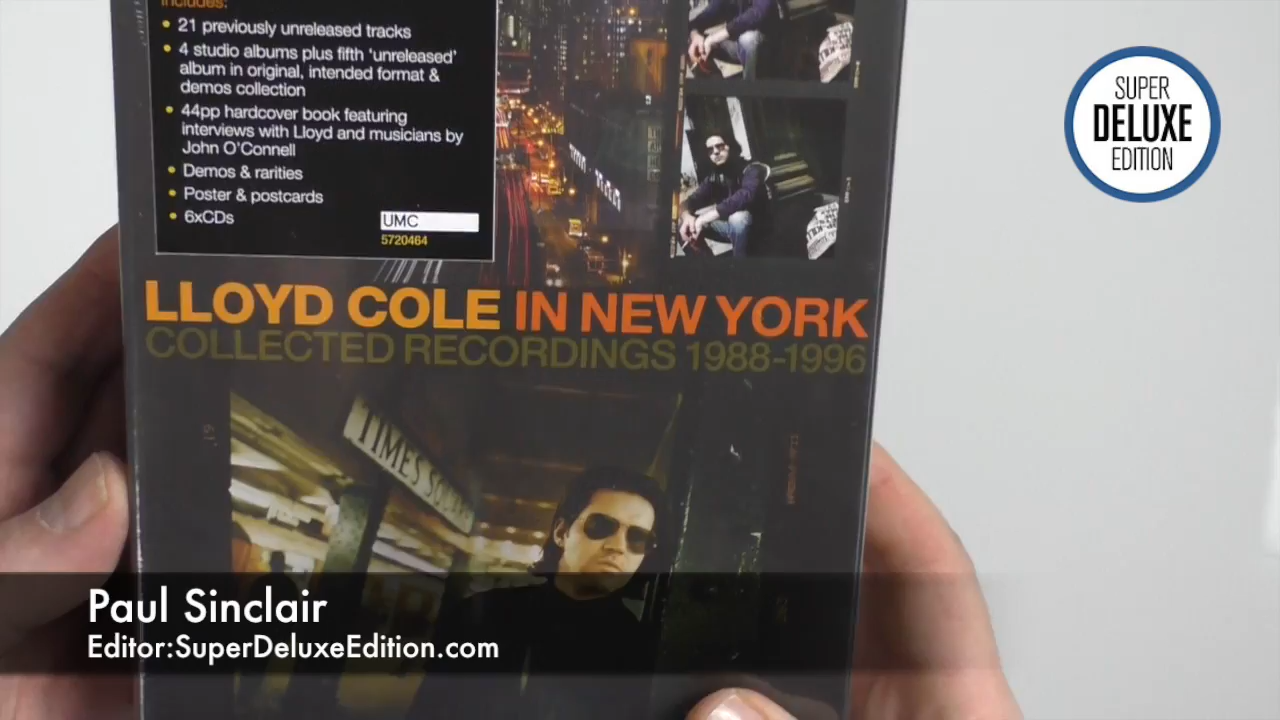 includes:
21 previously unreleased tracks
4 studio albums plus fifth 'unreleased'
album in original, intended format &
demos collection
44pp hardcover book featuring
interviews with Lloyd and musicians by
John O'Connell
Demos & rarities
Poster & postcards
6xCDs
UMC
5720464
SUPER
DELUXE
EDITION
LLOYD COLE IN NEW YORK
COLLECTED RECORDINGS 1988-1996
TIMES
Paul Sinclair
Editor:SuperDeluxeEdition.com